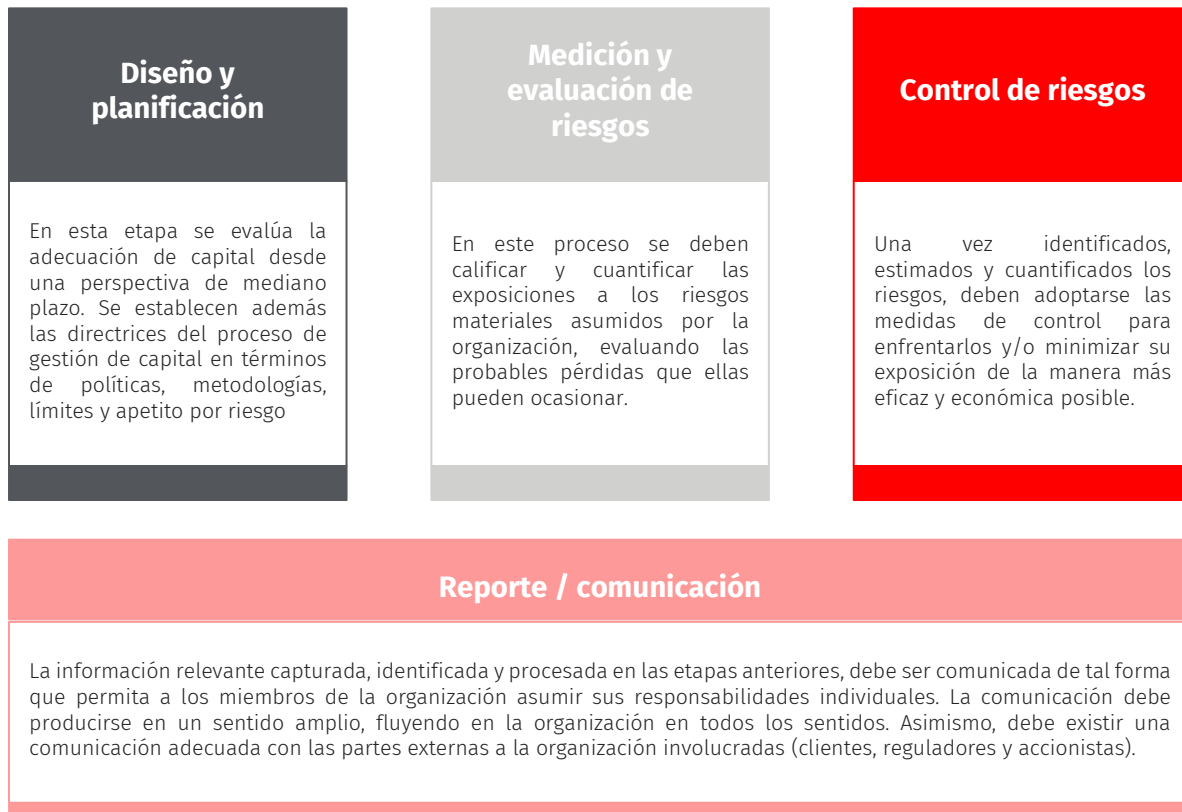 Diseño y
planificación
En esta etapa se evalúa la
adecuación de capital desde
una perspectiva de mediano
plazo. Se establecen además
las directrices del proceso de
gestión de capital en términos
de políticas, metodologías,
límites y apetito por riesgo
Medición y
evaluación de
riesgos
En este proceso se deben
calificar y cuantificar las
exposiciones a los riesgos
materiales asumidos por la
organización, evaluando las
probables pérdidas que ellas
pueden ocasionar.
Control de riesgos
Una vez identificados,
estimados y cuantificados los
riesgos, deben adoptarse las
medidas de control para
enfrentarlos y/o minimizar su
exposición de la manera más
eficaz y económica posible.
Reporte / comunicación
La información relevante capturada, identificada y procesada en las etapas anteriores, debe ser comunicada de tal forma
que permita a los miembros de la organización asumir sus responsabilidades individuales. La comunicación debe
producirse en un sentido amplio, fluyendo en la organización en todos los sentidos. Asimismo, debe existir una
comunicación adecuada con las partes externas a la organización involucradas (clientes, reguladores y accionistas).